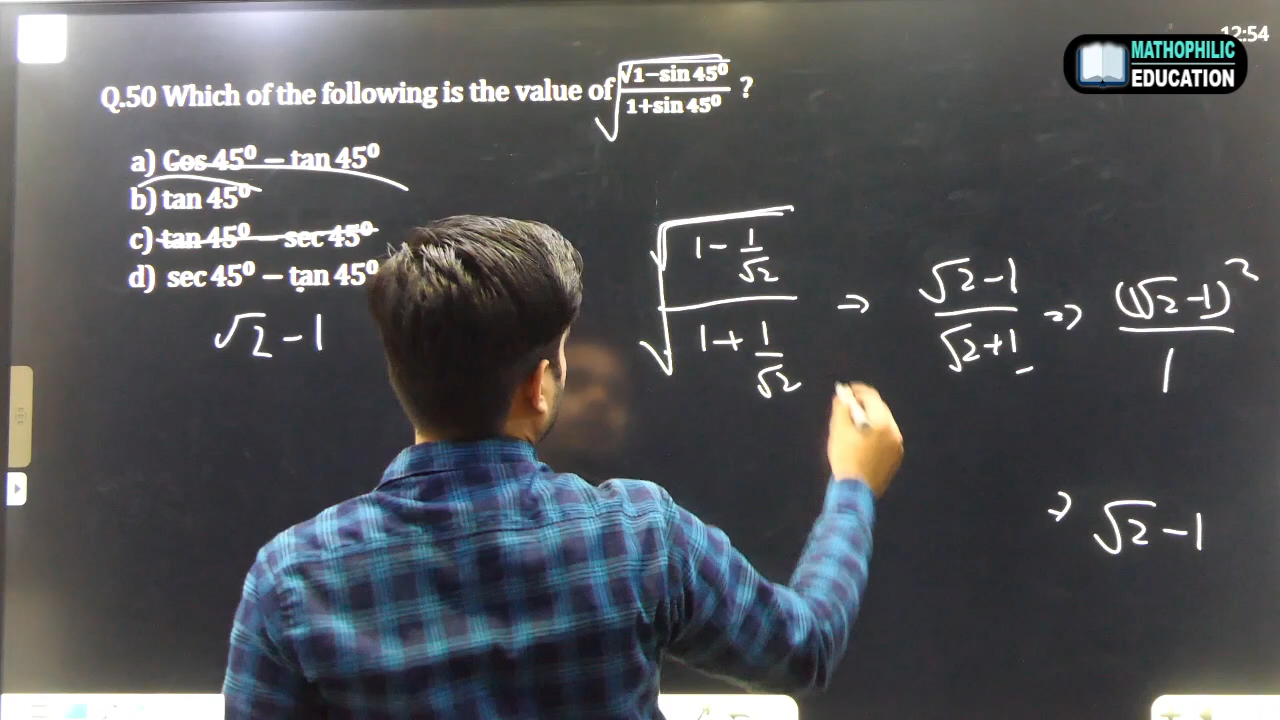 12:54
MATHOPHILIC
EDUCATION
Q.50 Which of the following is the value of √(√1−sin 45⁰ / 1+sin 45⁰) ?
a) Cos 45⁰ − tan 45⁰
b) tan 45⁰
c) tan 45⁰ − sec 45⁰
d) sec 45⁰ − tan 45⁰
√2 − 1
√((1 − 1/√2) / (1 + 1/√2)) ⇒ (√2 − 1)/(√2 + 1) ⇒ (√2 − 1)²/1
⇒ √2 − 1